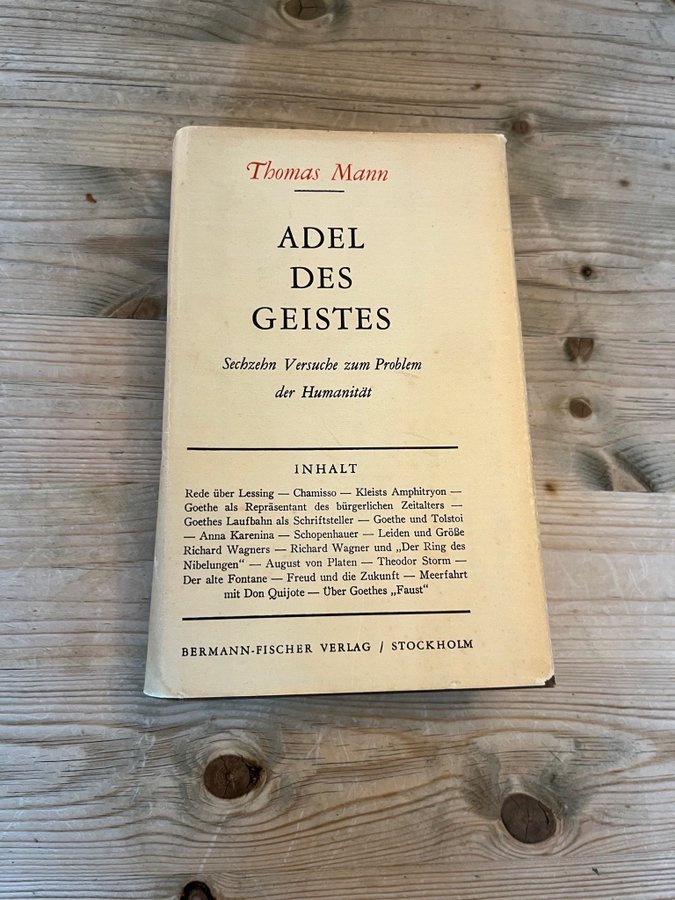 Thomas Mann
ADEL
DES
GEISTES
Sechzehn Versuche zum Problem
der Humanität
INHALT
Rede über Lessing — Chamisso — Kleists Amphitryon —
Goethe als Repräsentant des bürgerlichen Zeitalters —
Goethes Laufbahn als Schriftsteller — Goethe und Tolstoi
— Anna Karenina — Schopenhauer — Leiden und Größe
Richard Wagners — Richard Wagner und „Der Ring des
Nibelungen“ — August von Platen — Theodor Storm —
Der alte Fontane — Freud und die Zukunft — Meerfahrt
mit Don Quijote — Über Goethes „Faust“
BERMANN-FISCHER VERLAG / STOCKHOLM